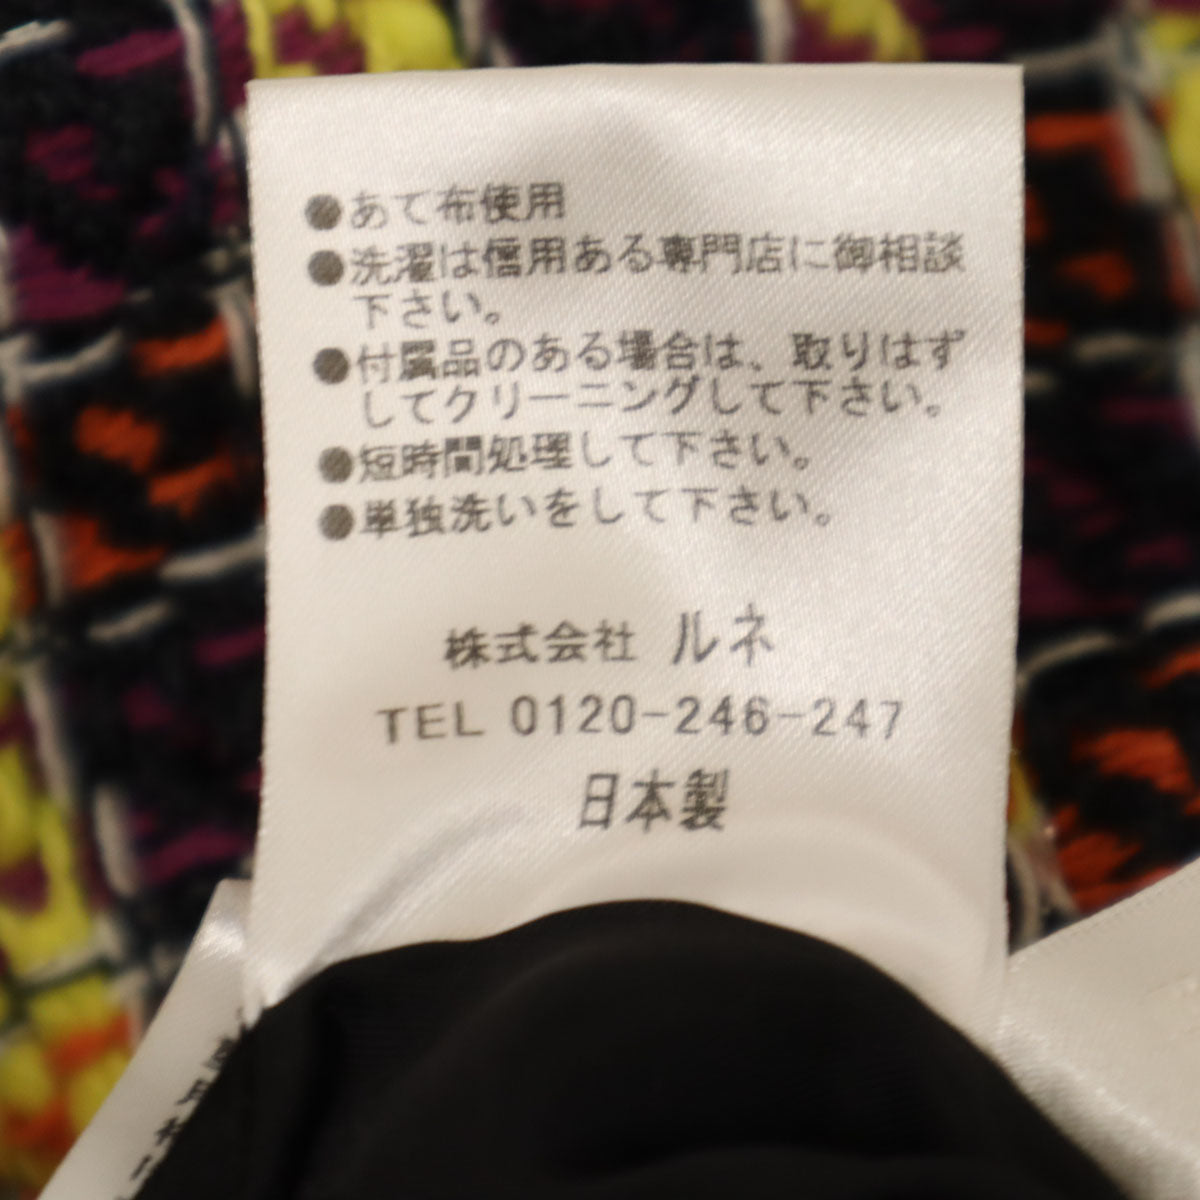 ●あて布使用
●洗濯は信用ある専門店に御相談
下さい。
●付属品のある場合は、取りはず
してクリーニングして下さい。
●短時間処理して下さい。
●単独洗いをして下さい。
株式会社 ルネ
TEL 0120-246-247
日本製